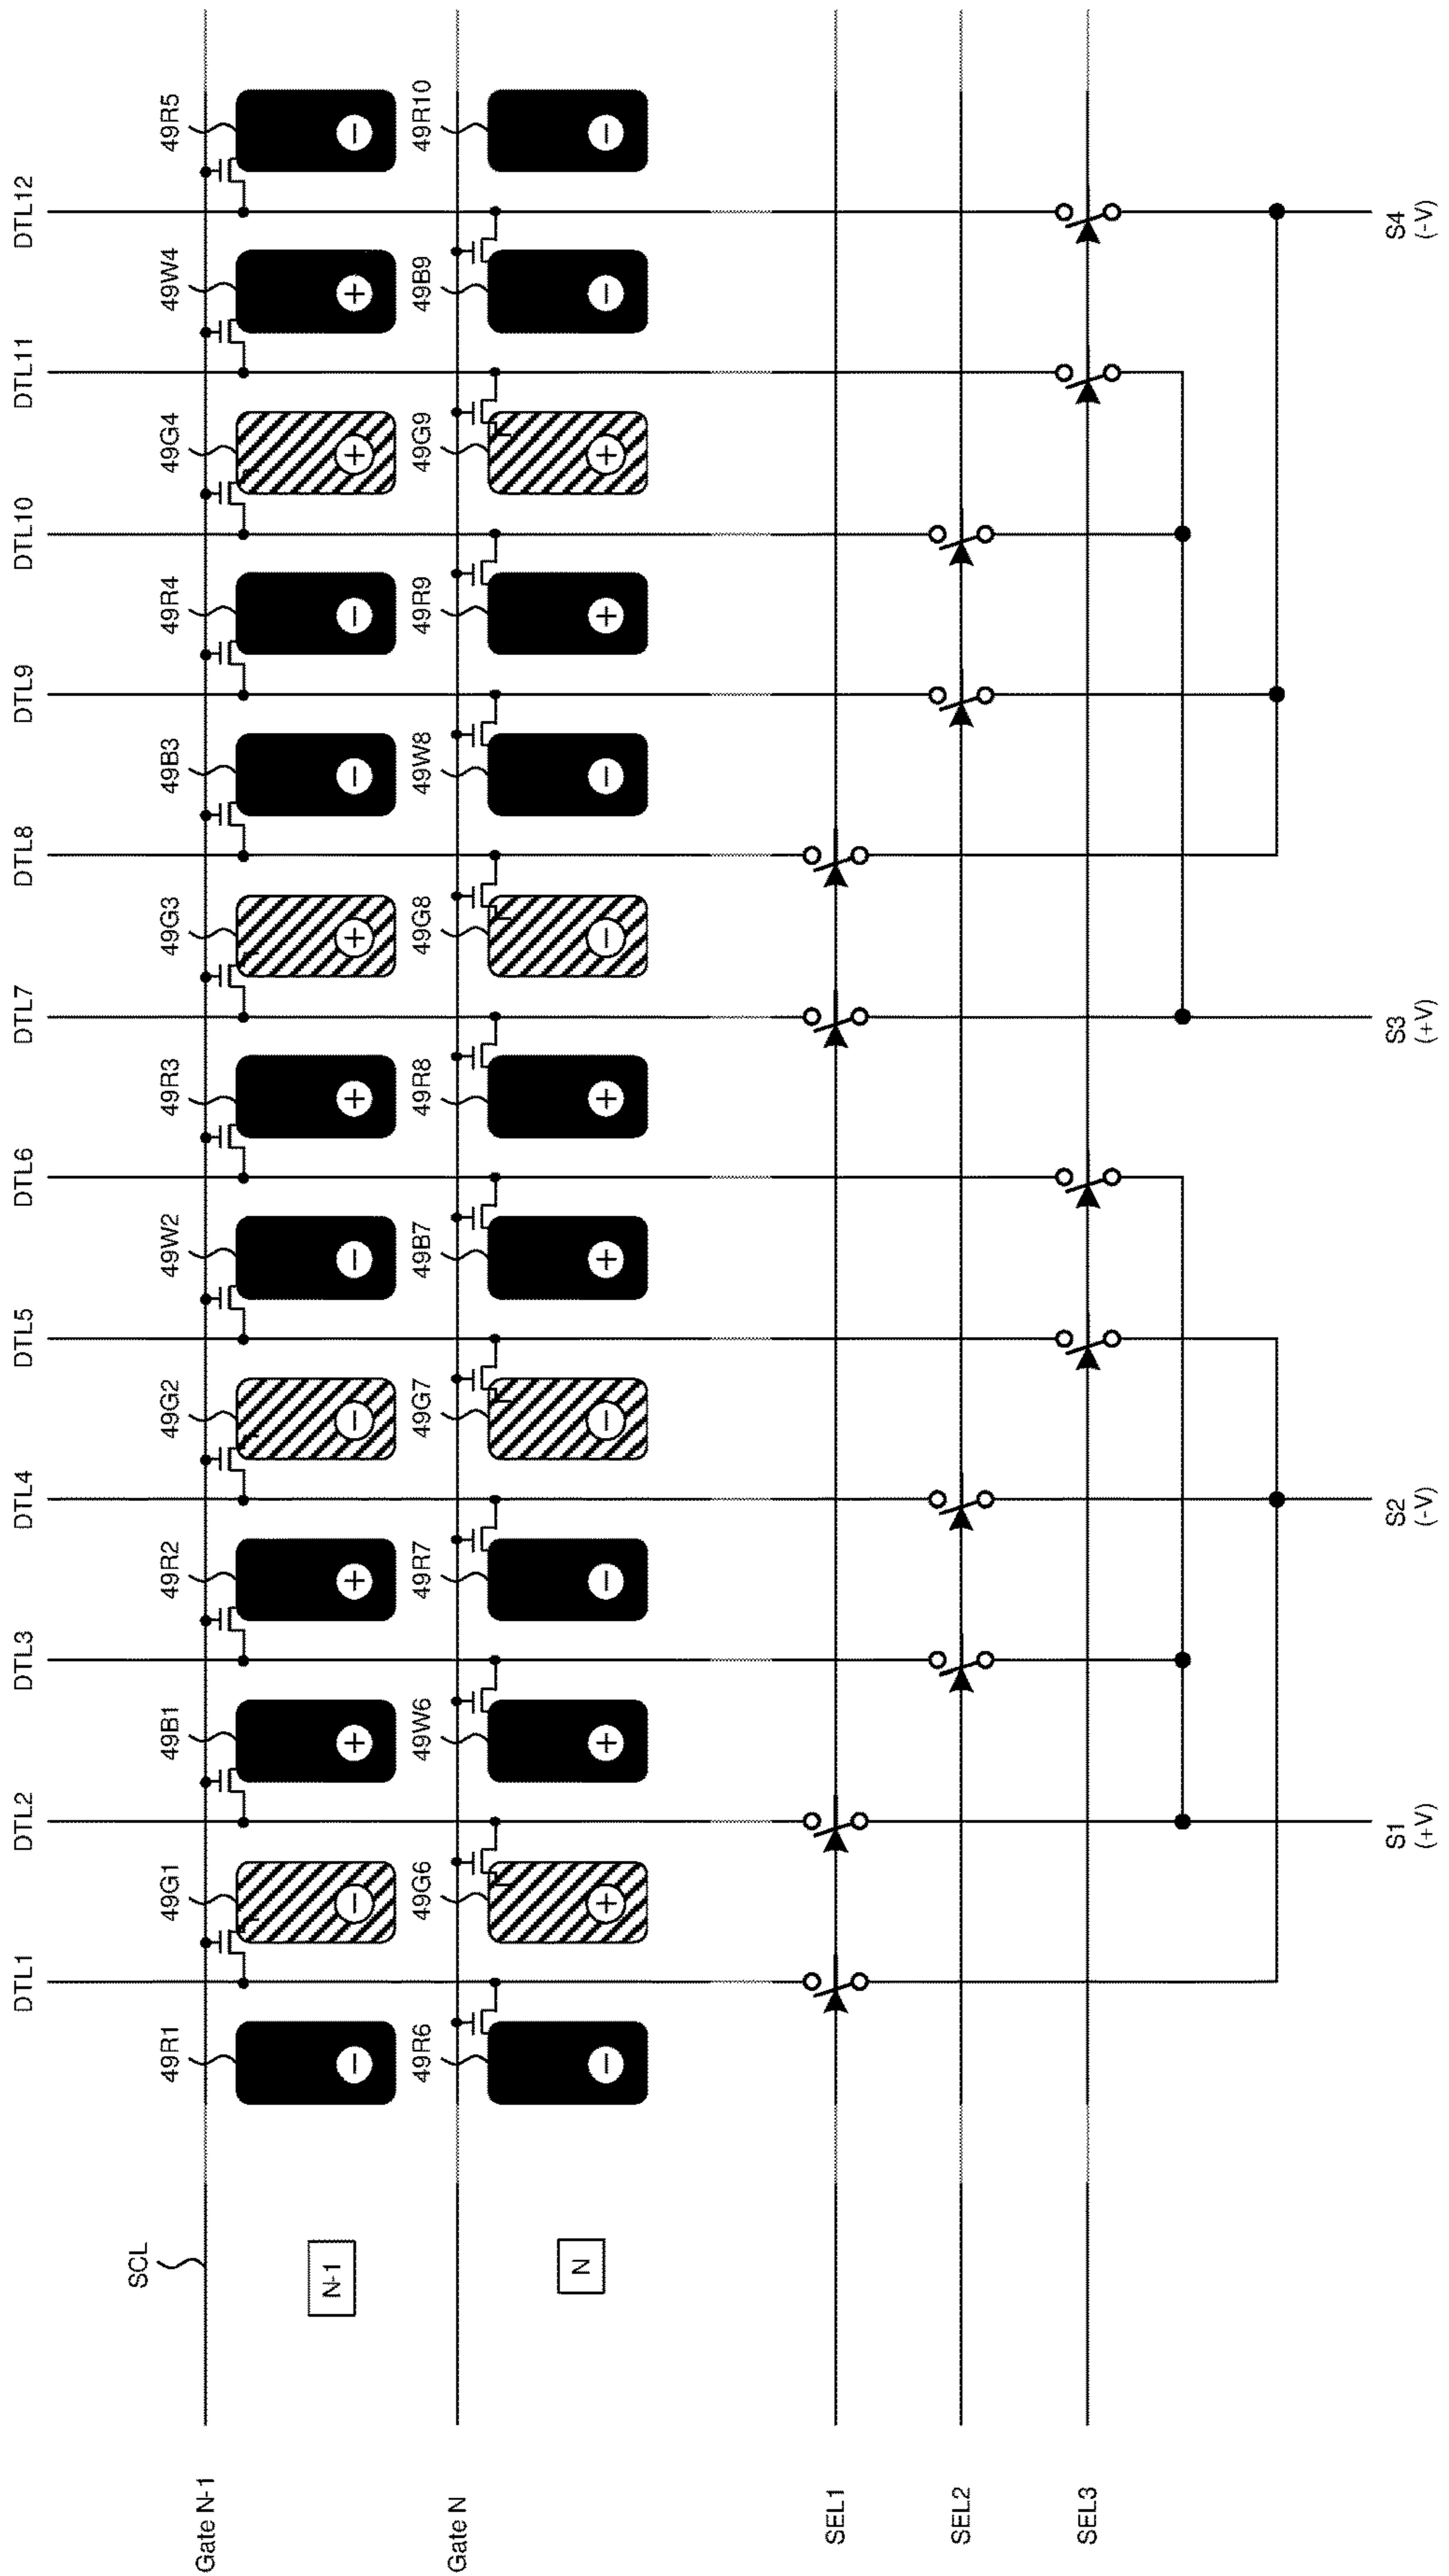 DTL1 DTL2 DTL3 DTL4 DTL5 DTL6 DTL7 DTL8 DTL9 DTL10 DTL11 DTL12
SCL
49R1 49G1 49B1 49R2 49G2 49W2 49R3 49G3 49B3 49R4 49G4 49W4 49R5
Gate N-1
N-1
− − + + − − + + − − + + −
49R6 49G6 49W6 49R7 49G7 49B7 49R8 49G8 49W8 49R9 49G9 49B9 49R10
Gate N
N
− + + − − + + − − + + − −
SEL1
SEL2
SEL3
S1 S2 S3 S4
(+V) (-V) (+V) (-V)